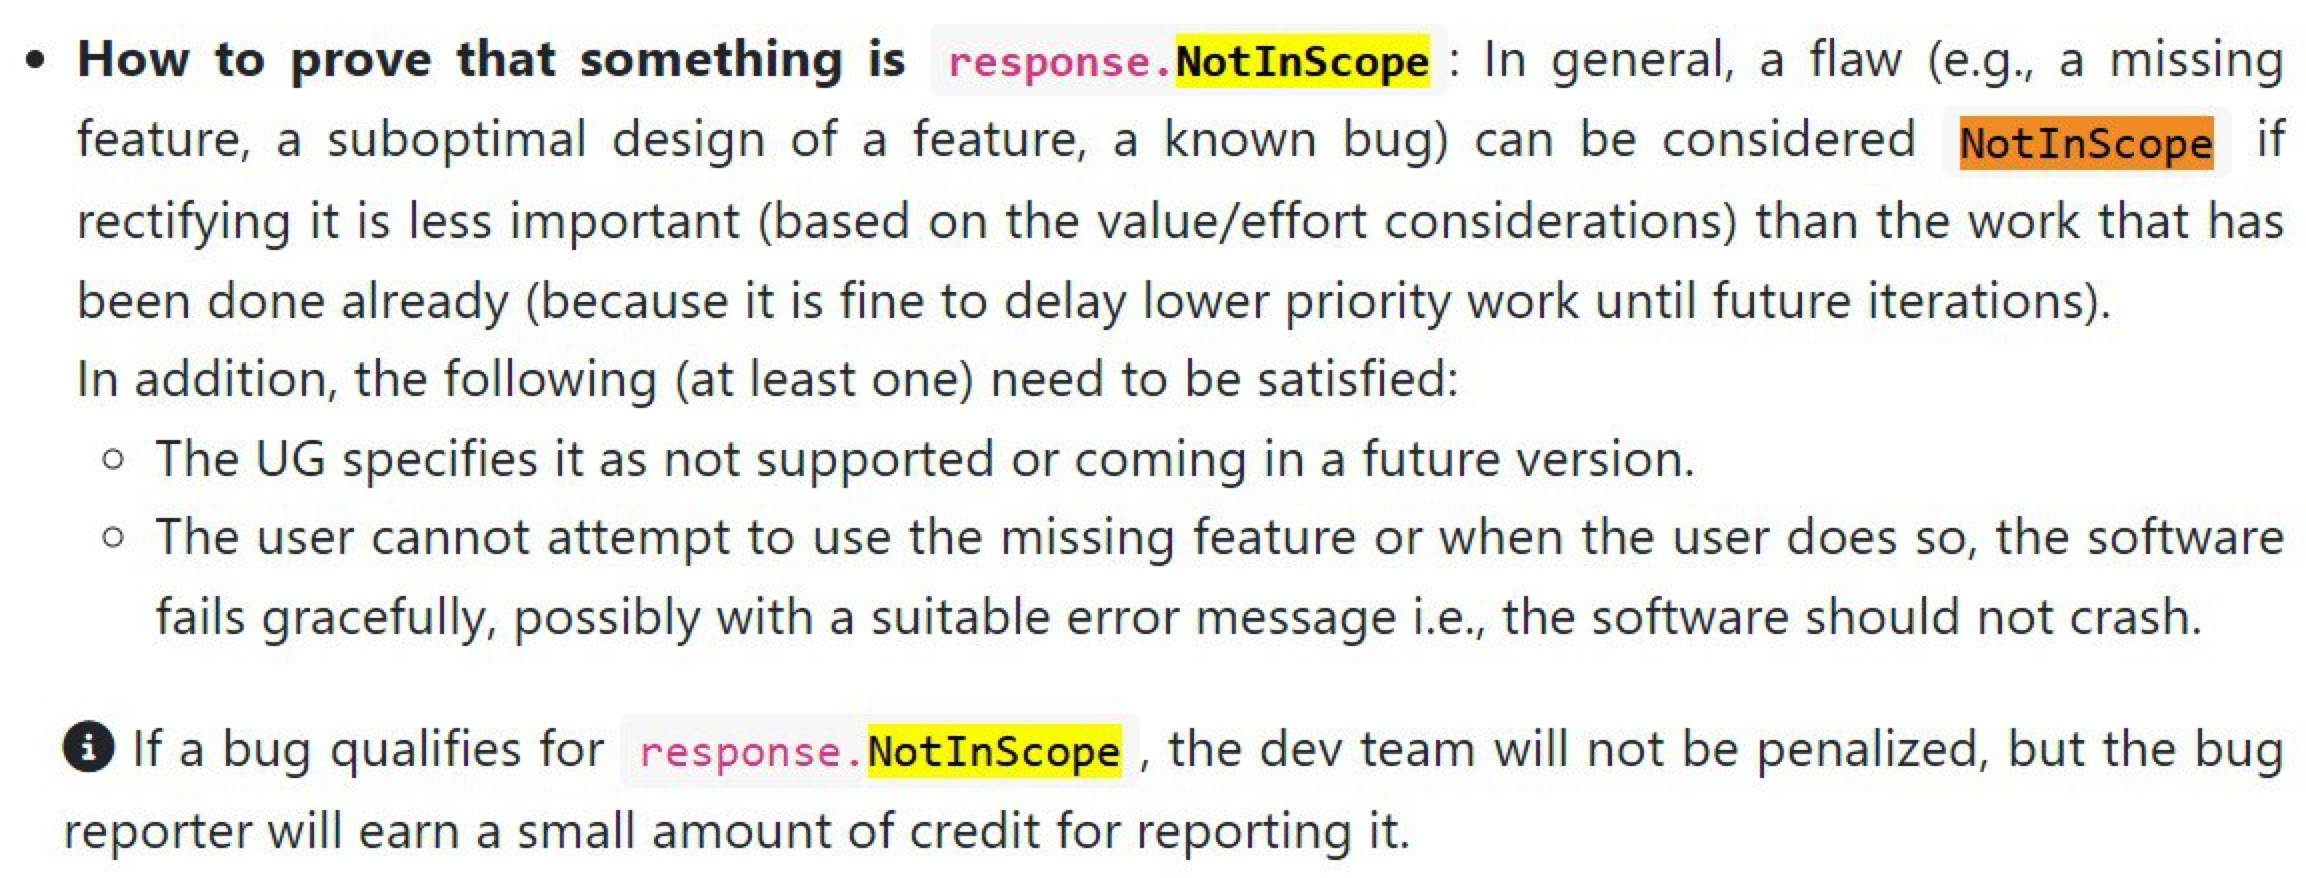 • How to prove that something is response.NotInScope : In general, a flaw (e.g., a missing
feature, a suboptimal design of a feature, a known bug) can be considered NotInScope if
rectifying it is less important (based on the value/effort considerations) than the work that has
been done already (because it is fine to delay lower priority work until future iterations).
In addition, the following (at least one) need to be satisfied:
◦ The UG specifies it as not supported or coming in a future version.
◦ The user cannot attempt to use the missing feature or when the user does so, the software
fails gracefully, possibly with a suitable error message i.e., the software should not crash.
i If a bug qualifies for response.NotInScope , the dev team will not be penalized, but the bug
reporter will earn a small amount of credit for reporting it.